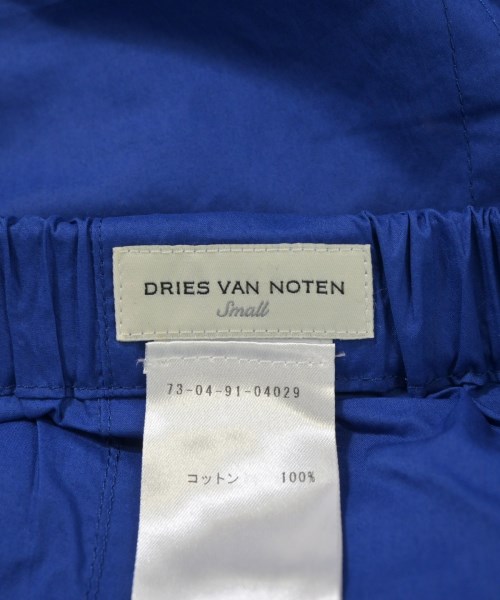 DRIES VAN NOTEN
Small
73-04-91-04029
コットン 100%